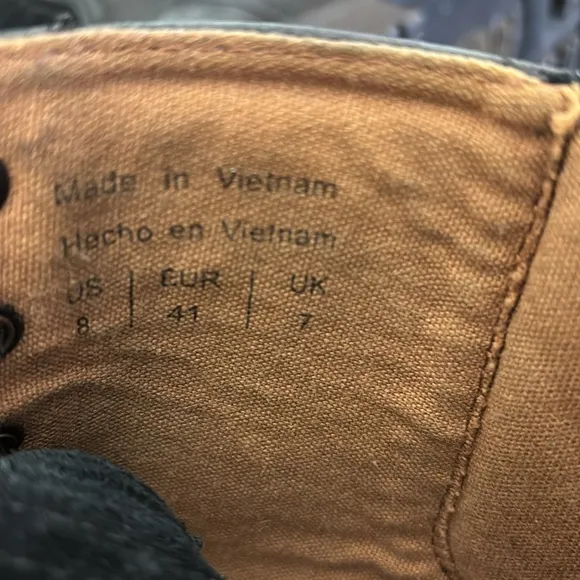 Made in Vietnam
Hecho en Vietnam
US | EUR | UK
8 | 41 | 7